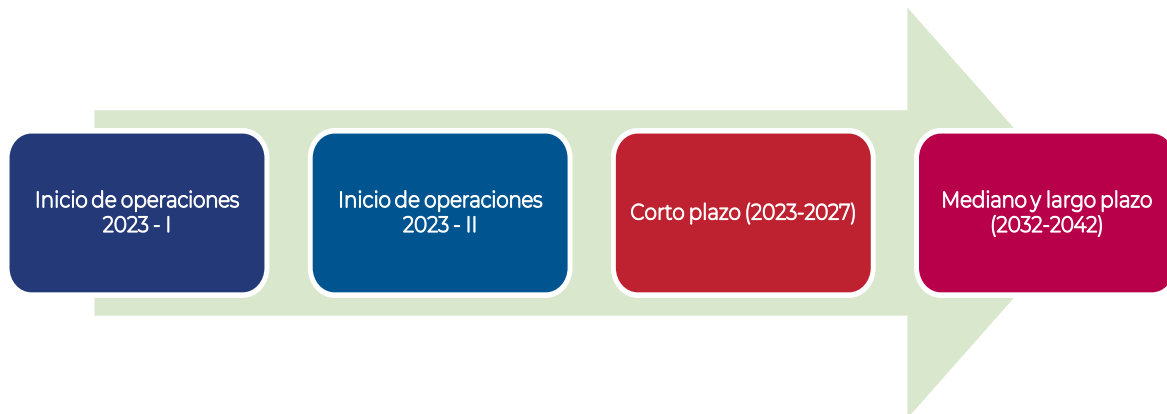 Inicio de operaciones
2023 - I
Inicio de operaciones
2023 - II
Corto plazo (2023-2027)
Mediano y largo plazo
(2032-2042)